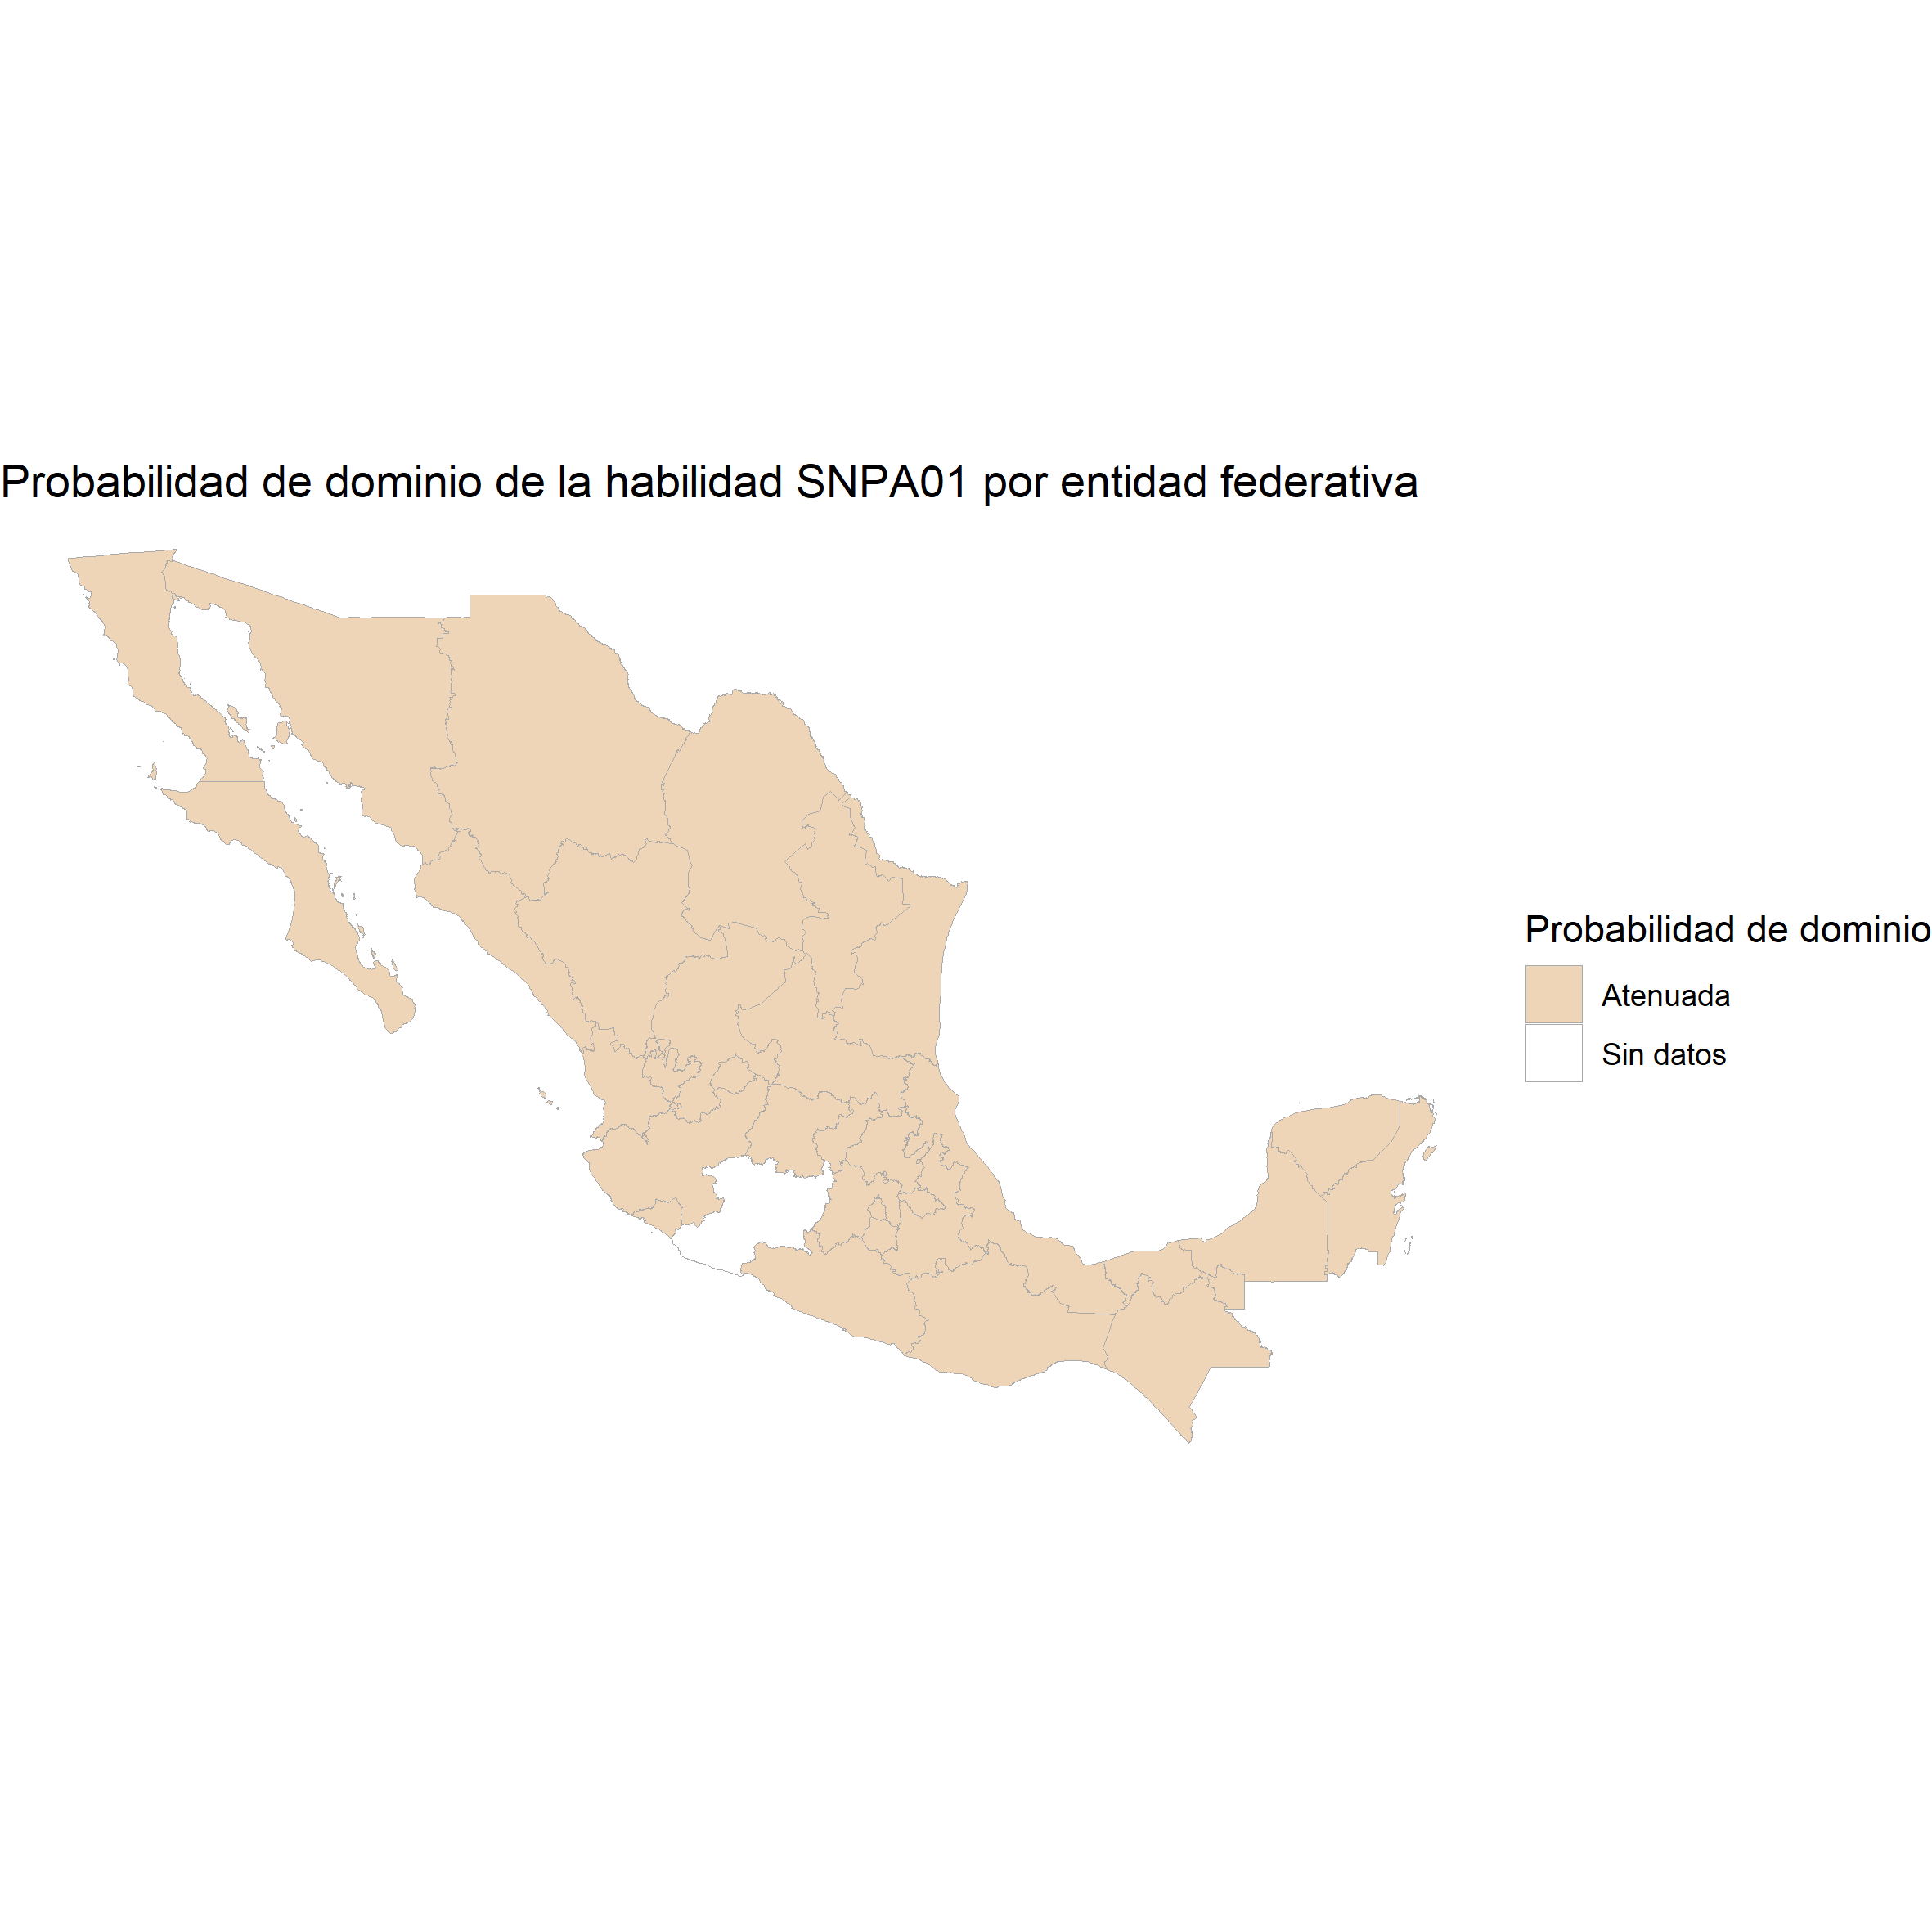 Probabilidad de dominio de la habilidad SNPA01 por entidad federativa
Probabilidad de dominio
Atenuada
Sin datos